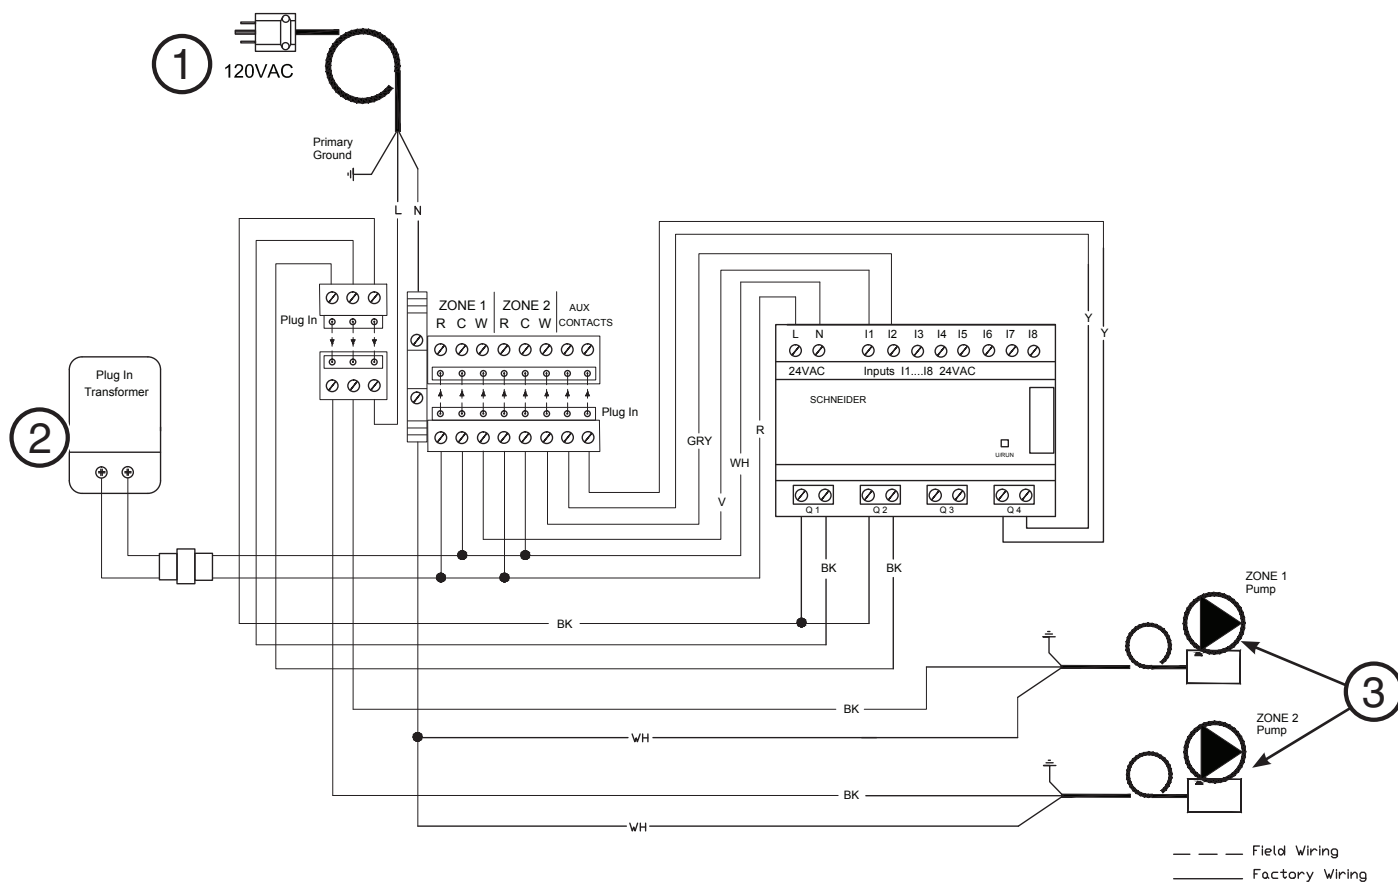 1
120VAC
Primary
Ground
L N
ZONE 1 ZONE 2 AUX
R C W R C W CONTACTS
Plug In
Plug In
Plug In
Transformer
2
L N I1 I2 I3 I4 I5 I6 I7 I8
24VAC Inputs I1....I8 24VAC
SCHNEIDER
U/RUN
Q 1 Q 2 Q 3 Q 4
Y
Y
R
GRY
WH
V
BK
BK
BK
ZONE 1
Pump
3
BK
ZONE 2
Pump
WH
BK
WH
Field Wiring
Factory Wiring